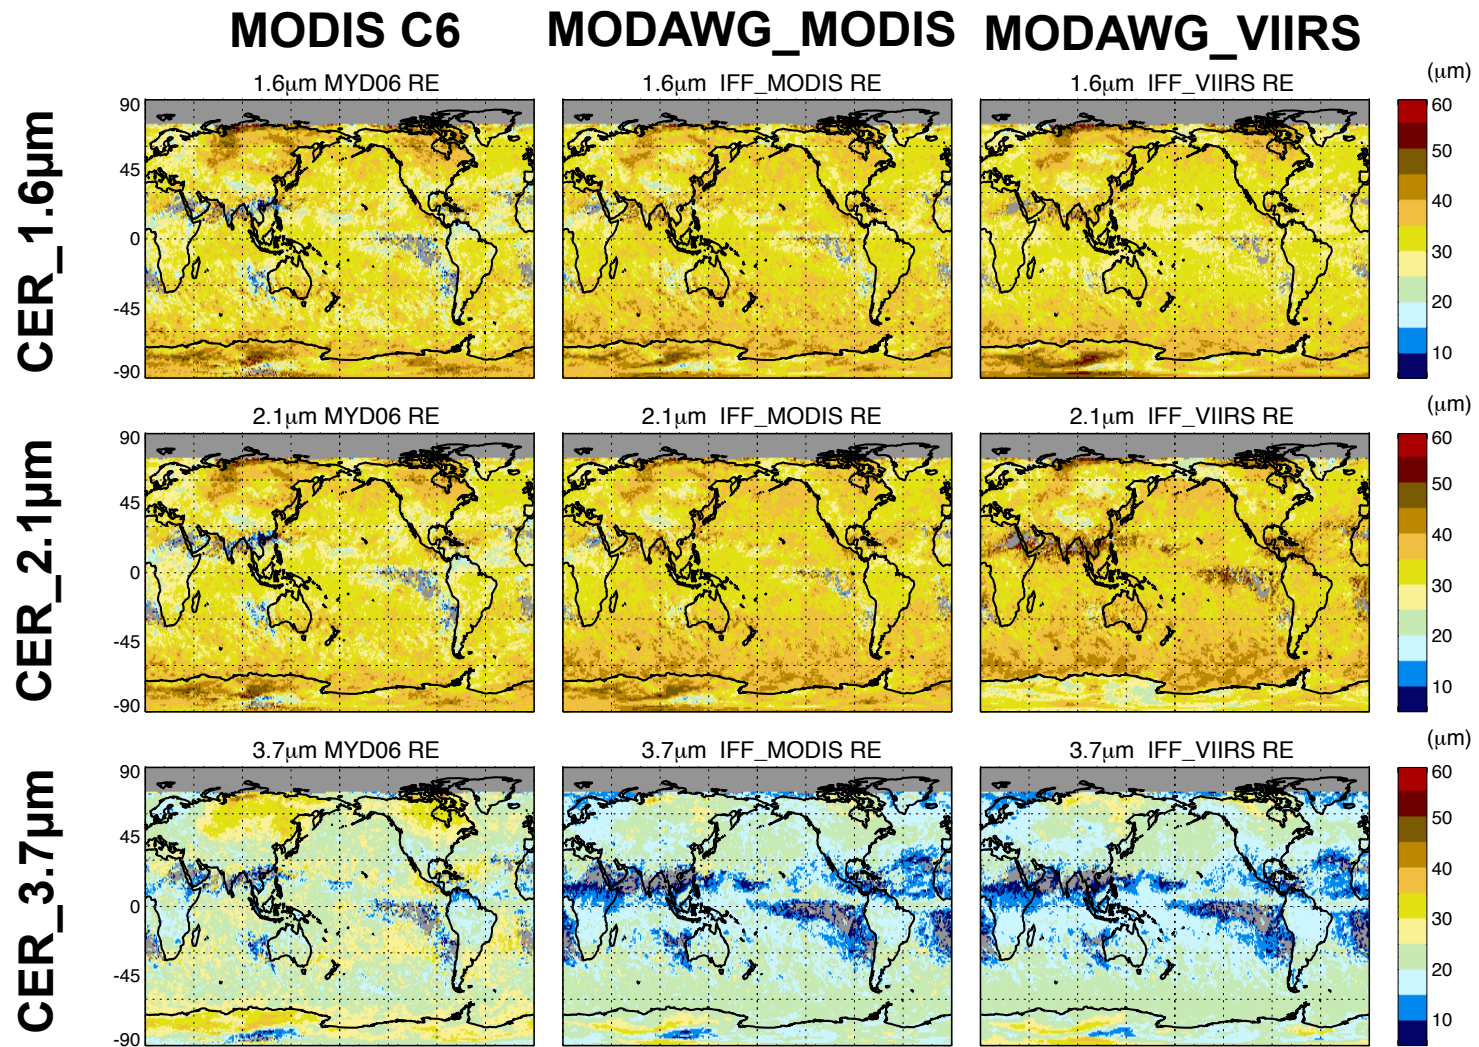 MODIS C6 MODAWG_MODIS MODAWG_VIIRS
CER_1.6μm
1.6μm MYD06 RE
1.6μm IFF_MODIS RE
1.6μm IFF_VIIRS RE
(μm)
90
45
0
-45
-90
60
50
40
30
20
10
CER_2.1μm
2.1μm MYD06 RE
2.1μm IFF_MODIS RE
2.1μm IFF_VIIRS RE
(μm)
90
45
0
-45
-90
60
50
40
30
20
10
CER_3.7μm
3.7μm MYD06 RE
3.7μm IFF_MODIS RE
3.7μm IFF_VIIRS RE
(μm)
90
45
0
-45
-90
60
50
40
30
20
10